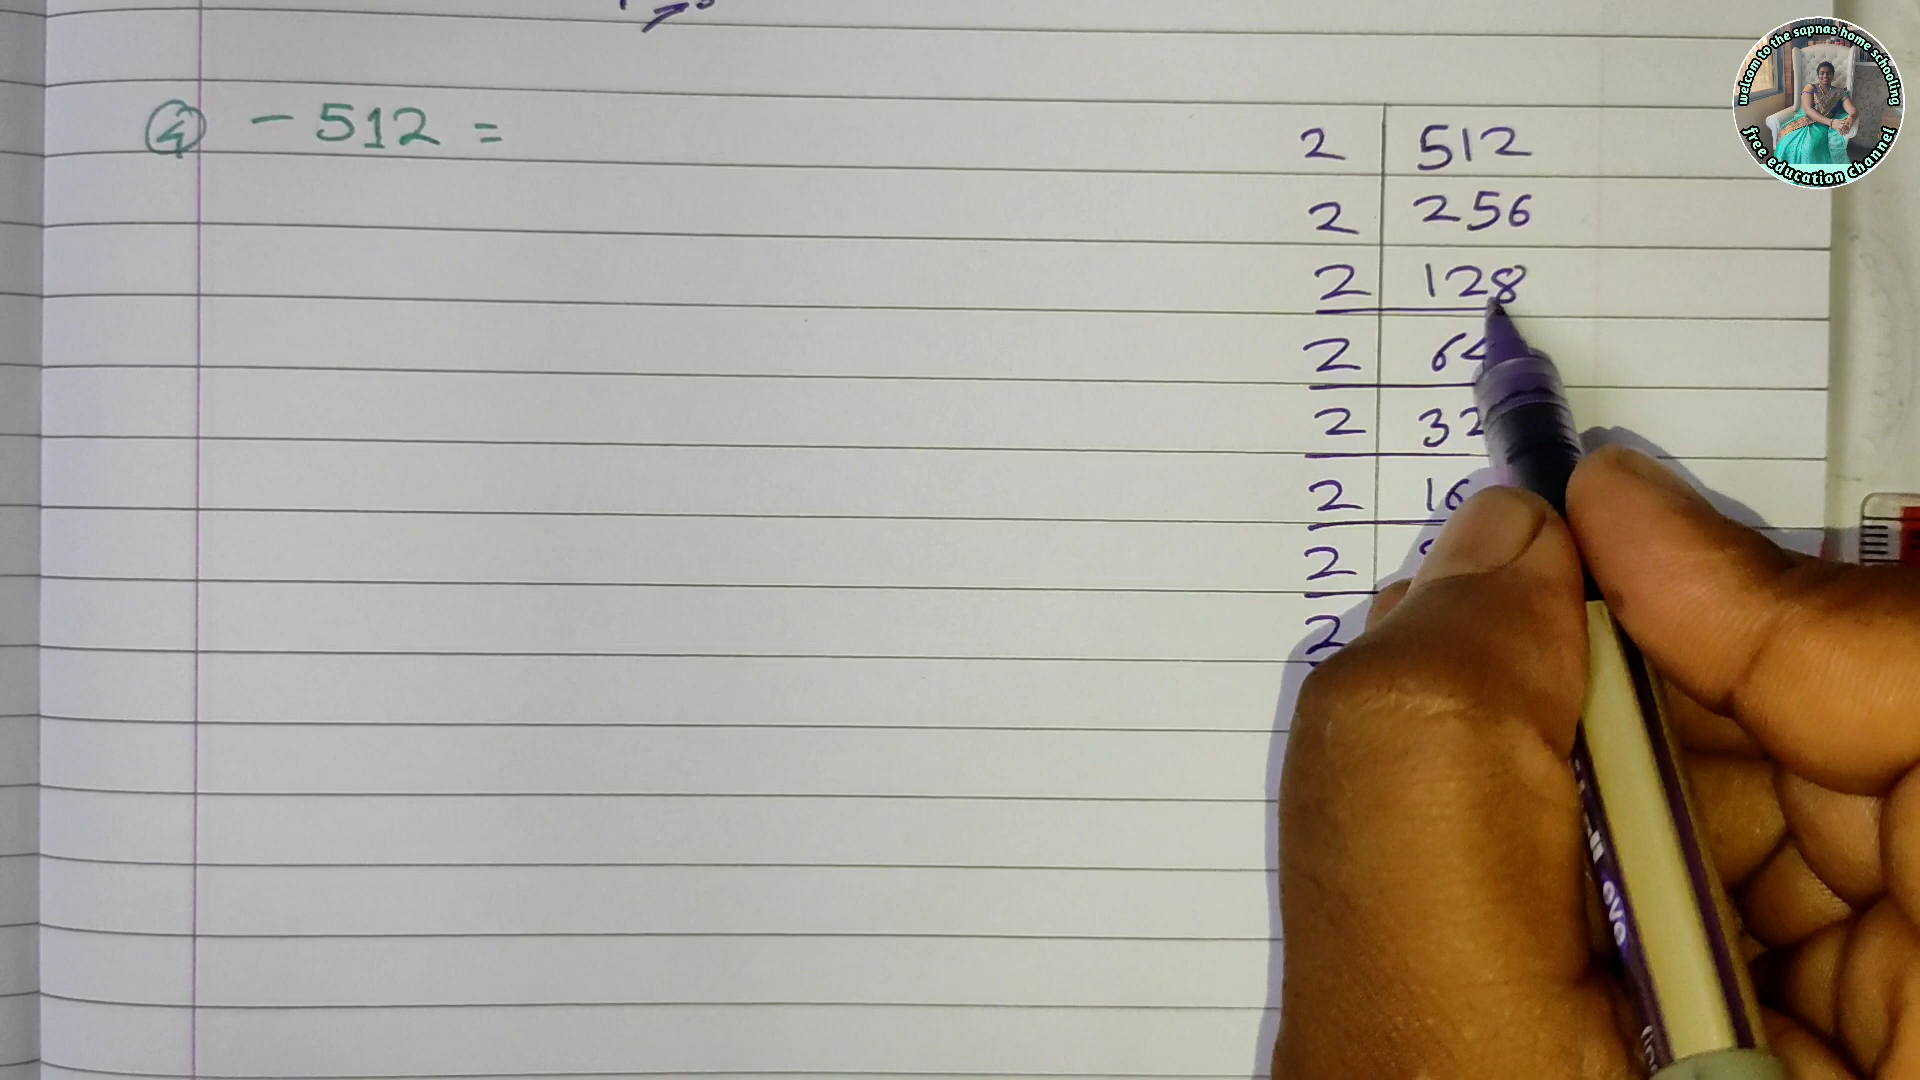 ④ - 512 =
2 | 512
2 | 256
2 | 128
2 | 64
2 | 32
2 | 16
2
2
welcom to the sapnas home schooling
free education channel